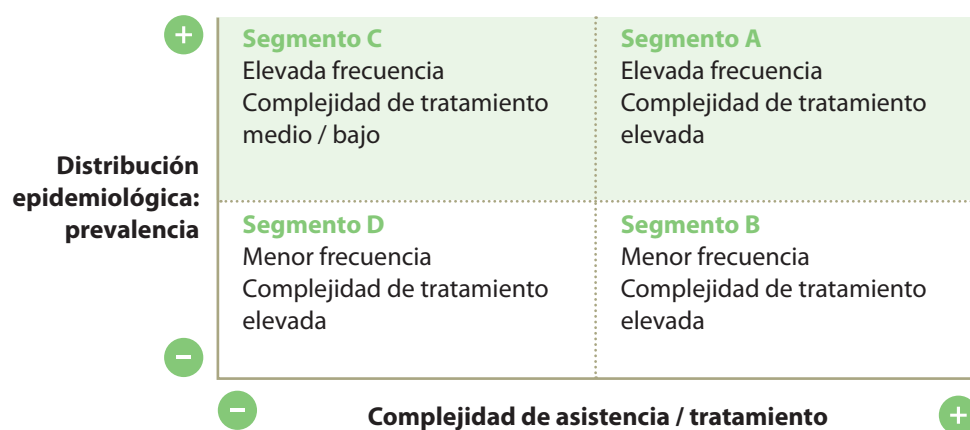 +
Segmento C
Elevada frecuencia
Complejidad de tratamiento
medio / bajo
Segmento A
Elevada frecuencia
Complejidad de tratamiento
elevada
Distribución
epidemiológica:
prevalencia
Segmento D
Menor frecuencia
Complejidad de tratamiento
elevada
Segmento B
Menor frecuencia
Complejidad de tratamiento
elevada
−
−
Complejidad de asistencia / tratamiento
+